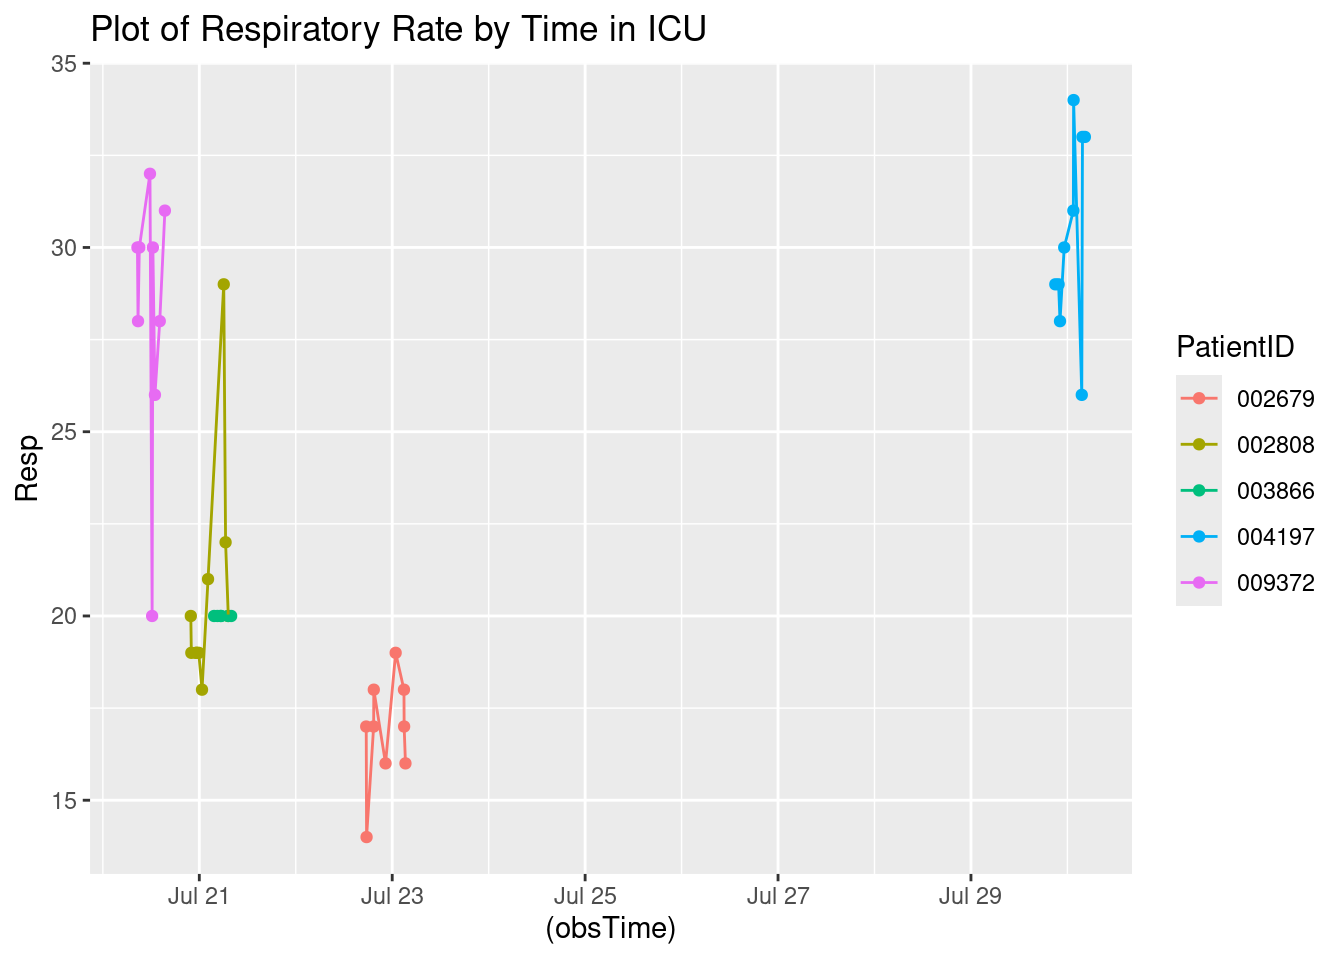 Plot of Respiratory Rate by Time in ICU
35
30
25
20
15
Resp
Jul 21
Jul 23
Jul 25
Jul 27
Jul 29
(obsTime)
PatientID
002679
002808
003866
004197
009372